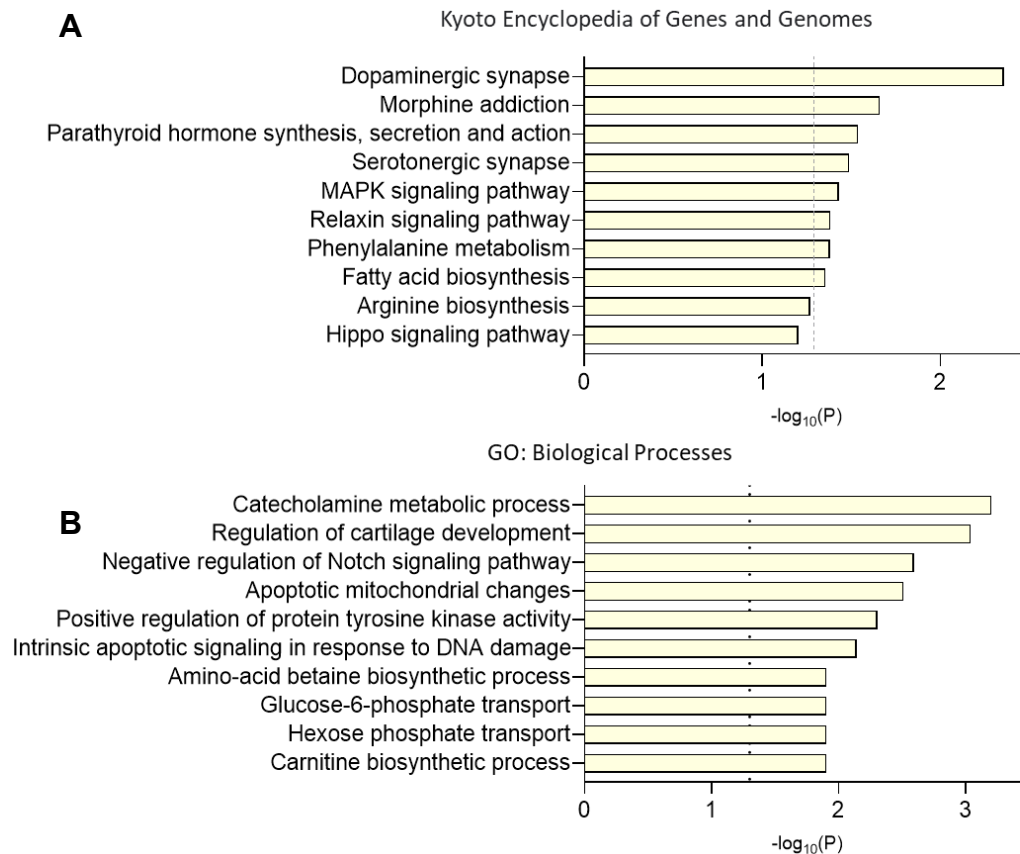 A
Kyoto Encyclopedia of Genes and Genomes
Dopaminergic synapse
Morphine addiction
Parathyroid hormone synthesis, secretion and action
Serotonergic synapse
MAPK signaling pathway
Relaxin signaling pathway
Phenylalanine metabolism
Fatty acid biosynthesis
Arginine biosynthesis
Hippo signaling pathway
0 1 2
-log₁₀(P)
GO: Biological Processes
B
Catecholamine metabolic process
Regulation of cartilage development
Negative regulation of Notch signaling pathway
Apoptotic mitochondrial changes
Positive regulation of protein tyrosine kinase activity
Intrinsic apoptotic signaling in response to DNA damage
Amino-acid betaine biosynthetic process
Glucose-6-phosphate transport
Hexose phosphate transport
Carnitine biosynthetic process
0 1 2 3
-log₁₀(P)